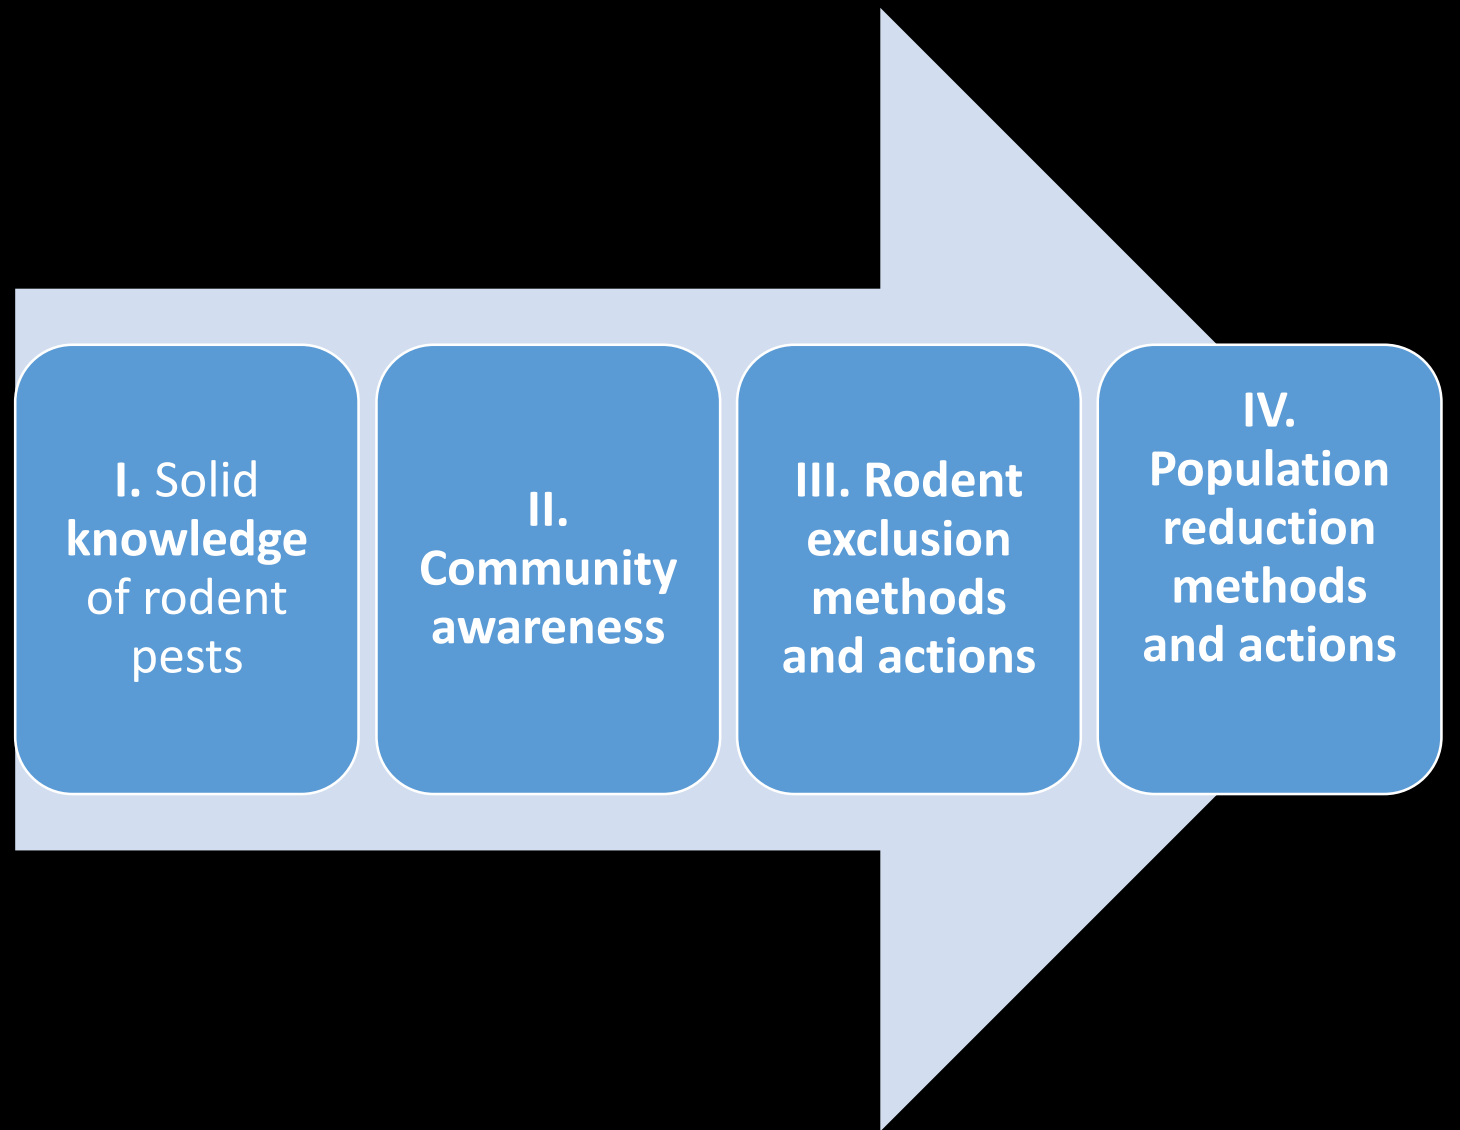 I. Solid
knowledge
of rodent
pests
II.
Community
awareness
III. Rodent
exclusion
methods
and actions
IV.
Population
reduction
methods
and actions